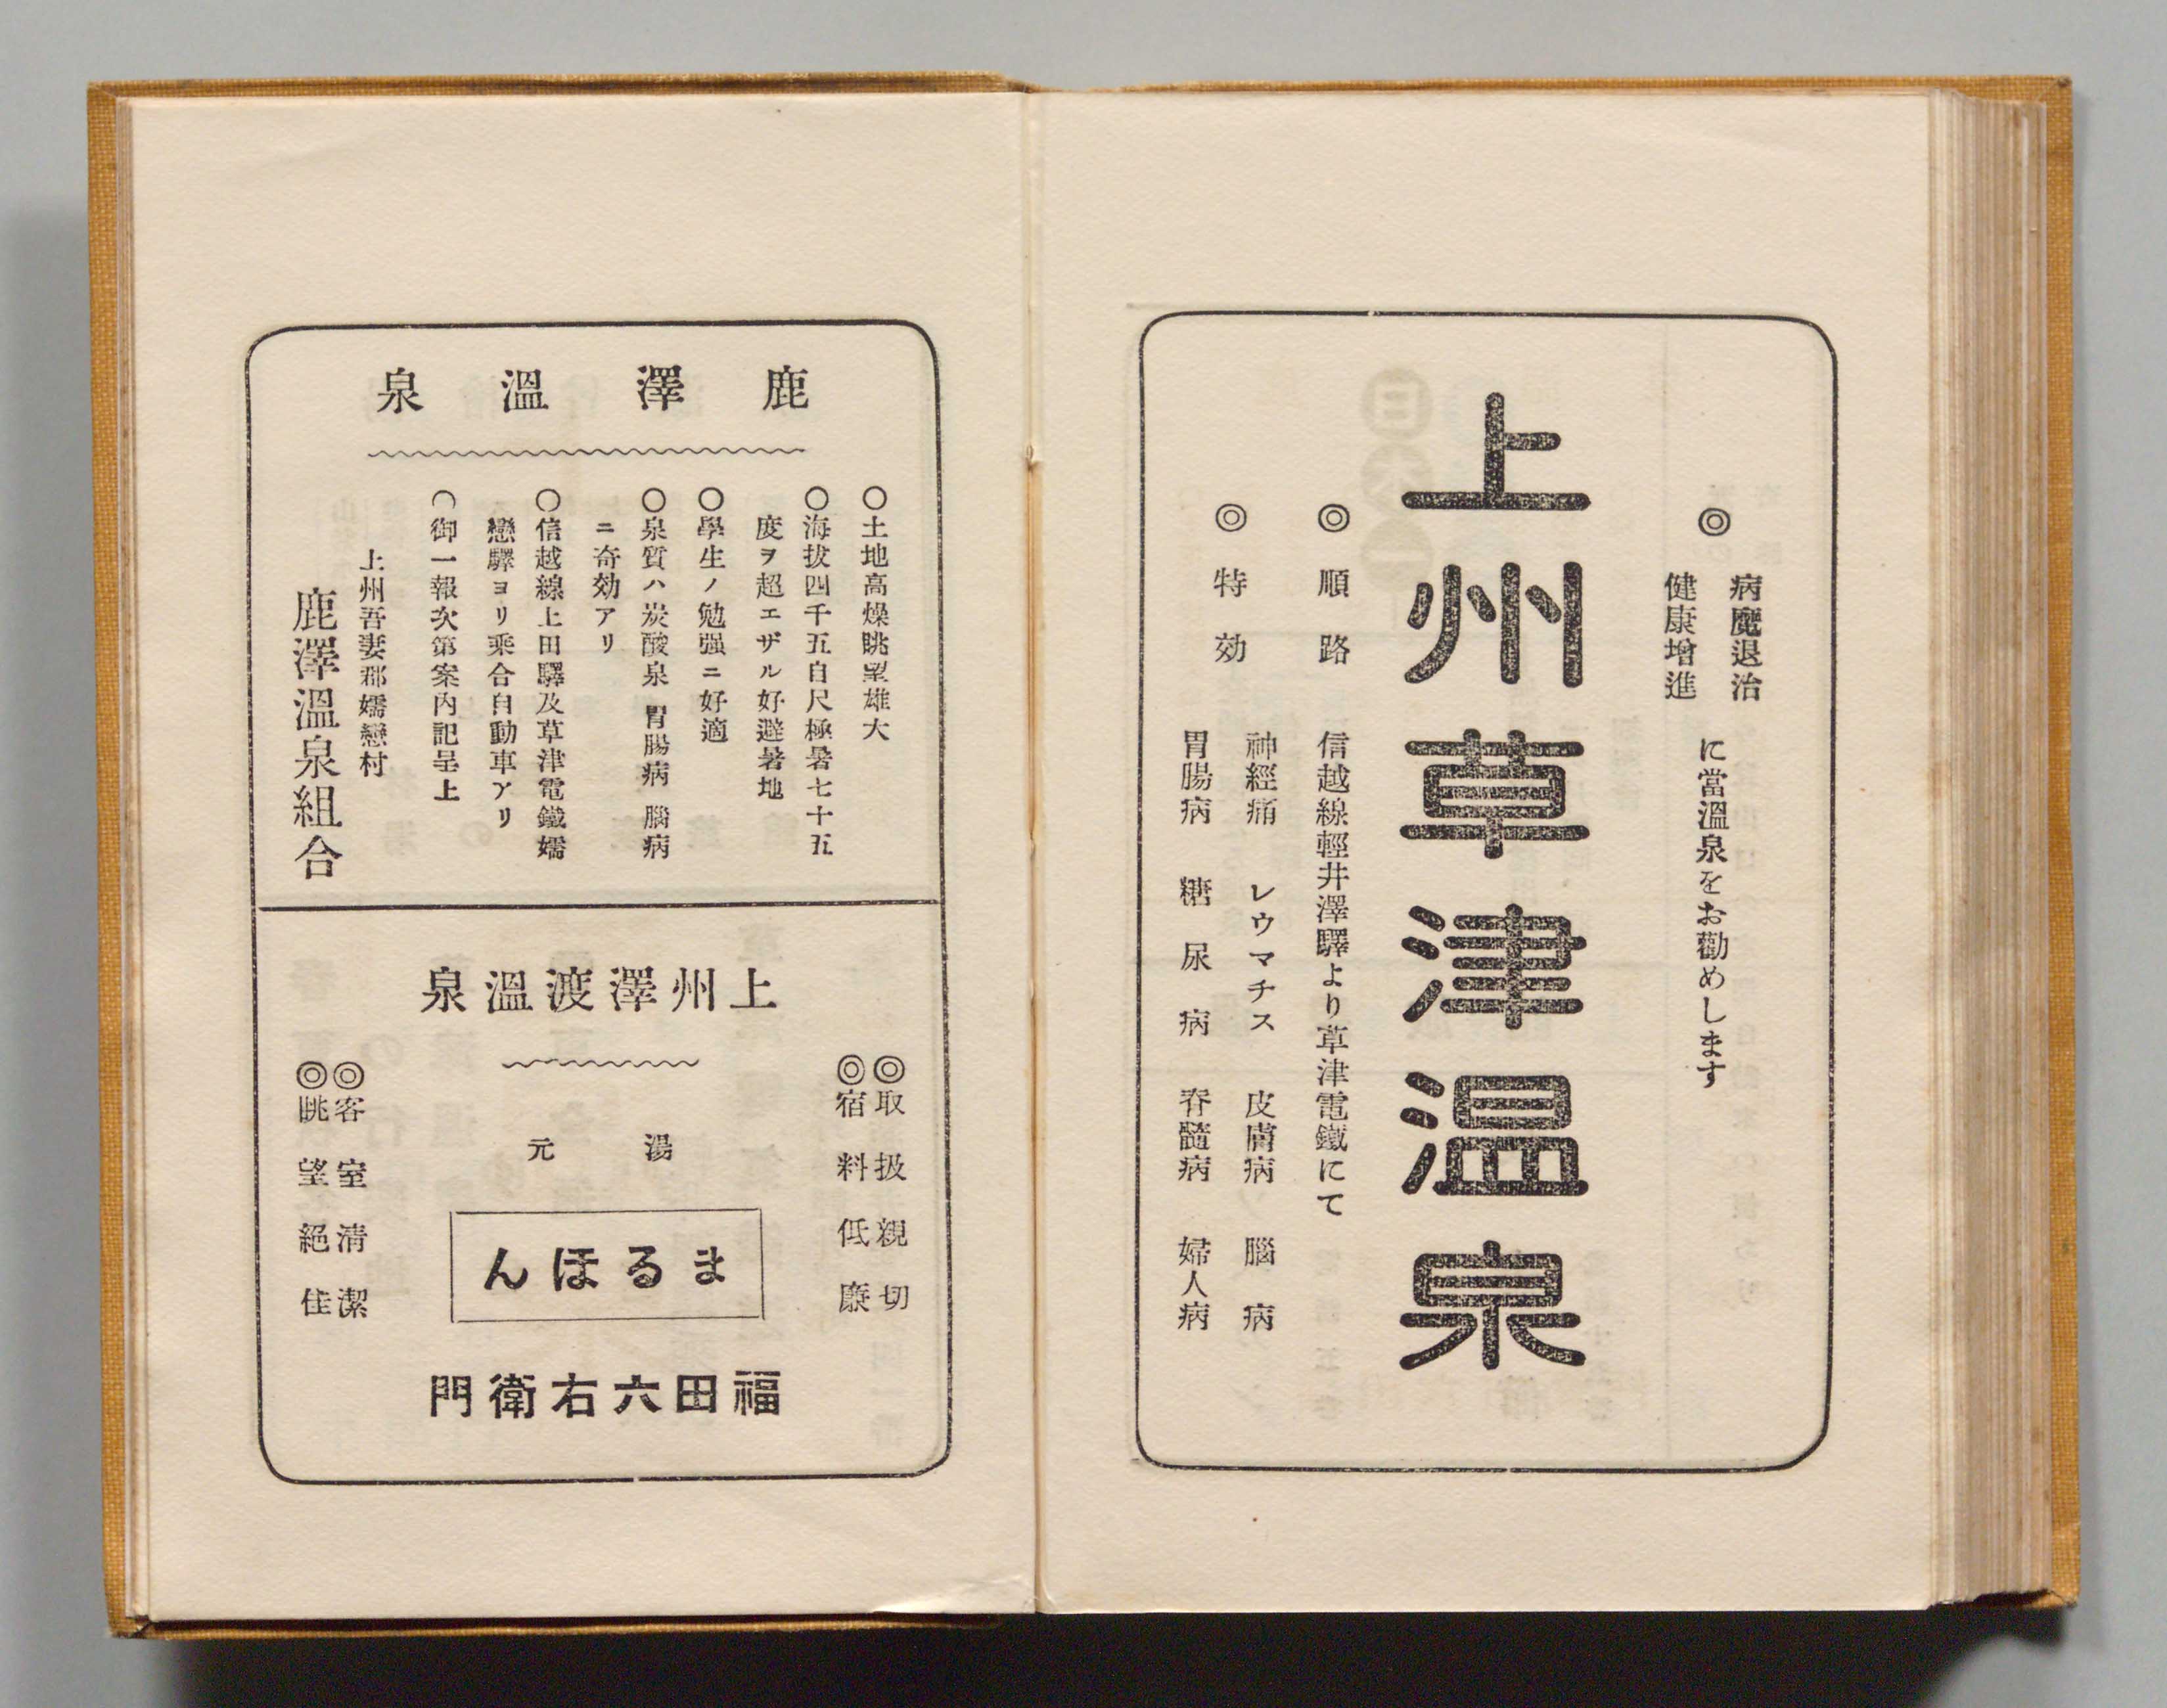 ◎ 病魔退治
健康增進
に當溫泉をお勸めします
上州草津温泉
◎ 順路 信越線輕井澤驛より草津電鐵にて
◎ 特効
神經痛 レウマチス 皮膚病 腦病
胃腸病 糖尿病 脊髓病 婦人病
鹿澤溫泉
○土地高燥眺望雄大
○海拔四千五百尺極暑七十五
度ヲ超エザル好避暑地
○學生ノ勉强ニ好適
○泉質ハ炭酸泉 胃腸病 腦病
ニ奇効アリ
○信越線上田驛及草津電鐵嬬
戀驛ヨリ乘合自動車アリ
○御一報次第案内記呈上
上州吾妻郡嬬戀村
鹿澤溫泉組合
上州澤渡溫泉
◎取扱親切
◎宿料低廉
湯元
まるほん
福田六右衛門
◎客室清潔
◎眺望絕佳